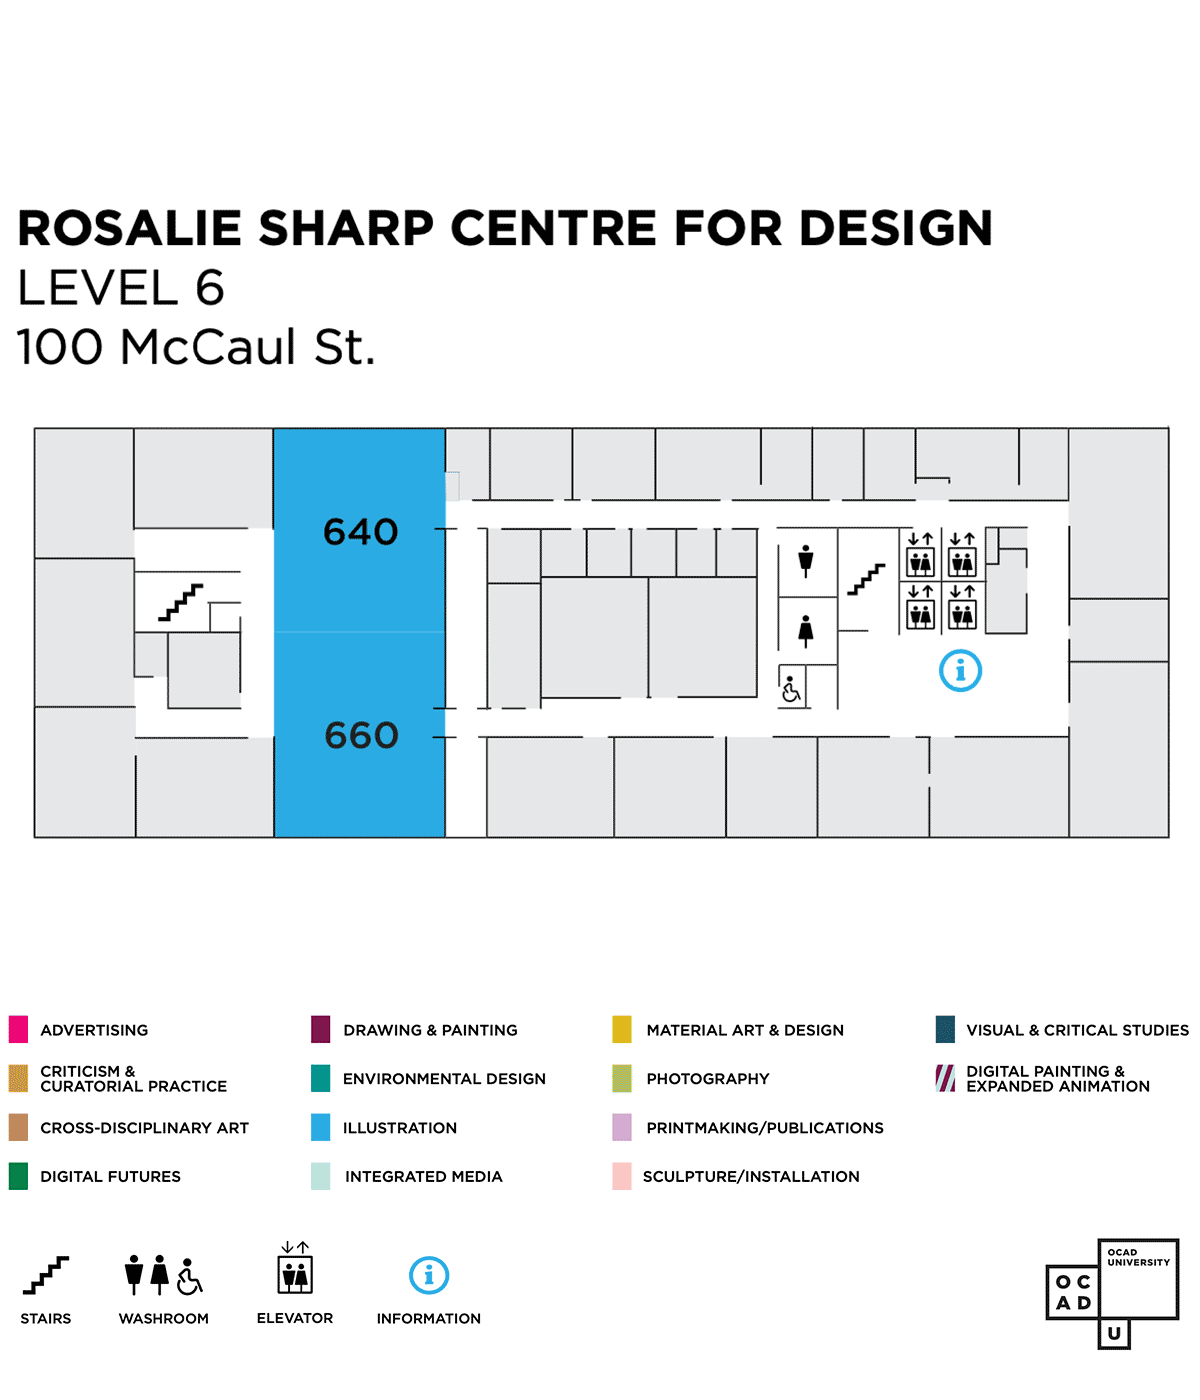 ROSALIE SHARP CENTRE FOR DESIGN
LEVEL 6
100 McCaul St.
640
660
ADVERTISING
CRITICISM &
CURATORIAL PRACTICE
CROSS-DISCIPLINARY ART
DIGITAL FUTURES
DRAWING & PAINTING
ENVIRONMENTAL DESIGN
ILLUSTRATION
INTEGRATED MEDIA
MATERIAL ART & DESIGN
PHOTOGRAPHY
PRINTMAKING/PUBLICATIONS
SCULPTURE/INSTALLATION
VISUAL & CRITICAL STUDIES
DIGITAL PAINTING &
EXPANDED ANIMATION
STAIRS
WASHROOM
ELEVATOR
INFORMATION
OCAD
UNIVERSITY
OC
AD
U